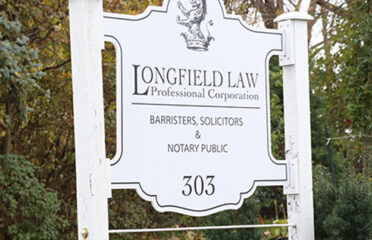 LONGFIELD LAW
Professional Corporation
BARRISTERS, SOLICITORS
&
NOTARY PUBLIC
303